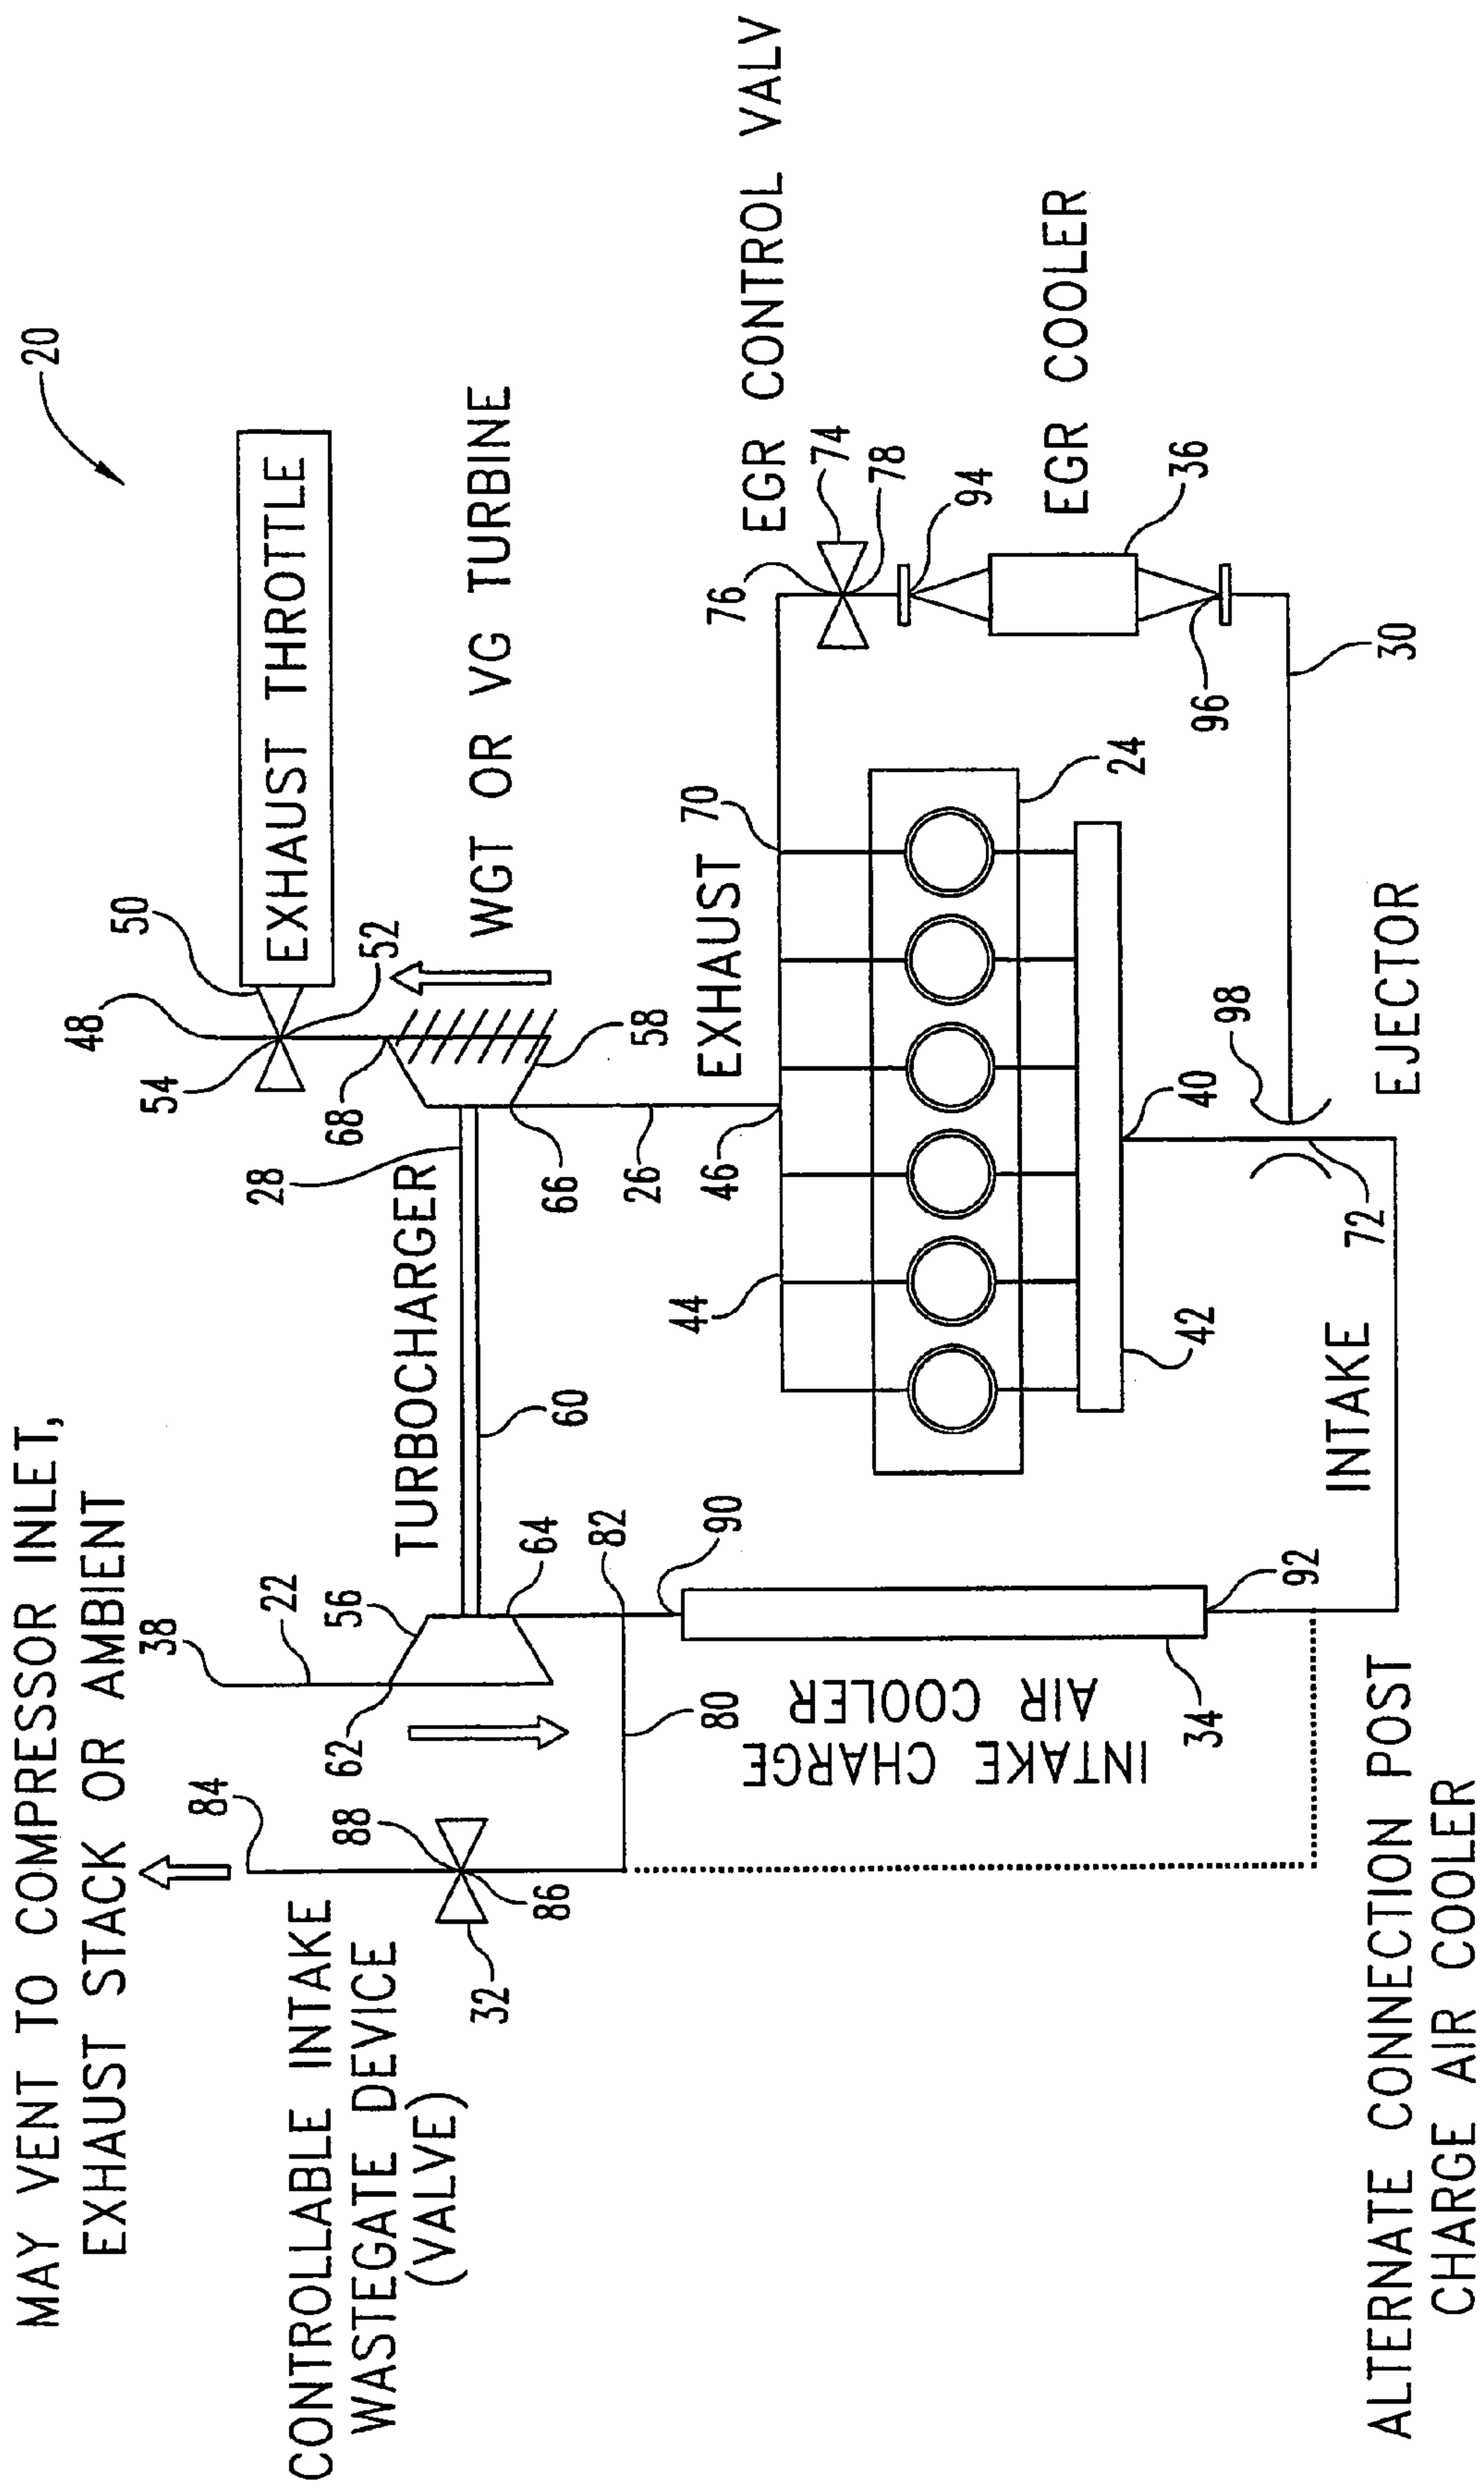 MAY VENT TO COMPRESSOR INLET,
EXHAUST STACK OR AMBIENT
20
84
38
22
48
54
50
EXHAUST THROTTLE
52
CONTROLLABLE INTAKE
WASTEGATE DEVICE
(VALVE)
32
88
86
62
56
64
TURBOCHARGER
60
28
68
66
58
WGT OR VG TURBINE
26
82
80
90
INTAKE CHARGE
AIR COOLER
34
92
44
46
EXHAUST
70
76
EGR CONTROL VALV
74
78
94
EGR COOLER
36
96
30
24
42
40
72
98
EJECTOR
INTAKE
ALTERNATE CONNECTION POST
CHARGE AIR COOLER